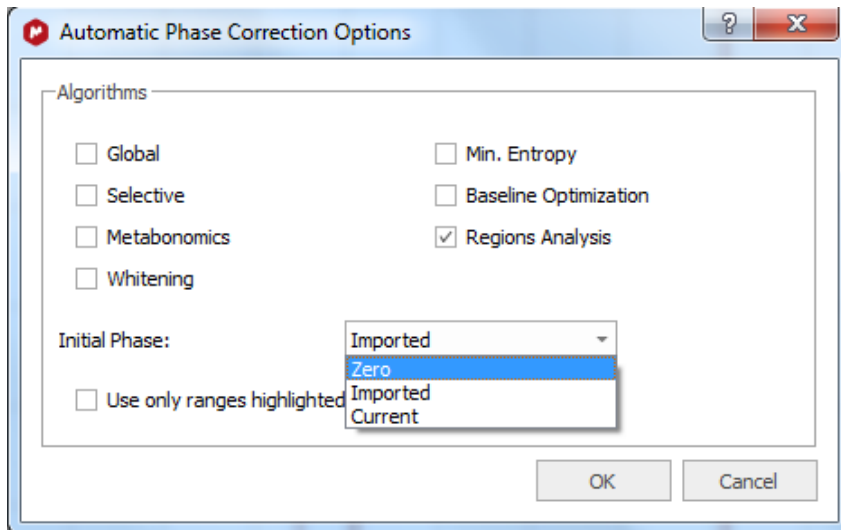 Automatic Phase Correction Options
?
X
Algorithms
Global
Min. Entropy
Selective
Baseline Optimization
Metabonomics
Regions Analysis
Whitening
Initial Phase:
Imported
Zero
Imported
Current
Use only ranges highlighted
OK
Cancel